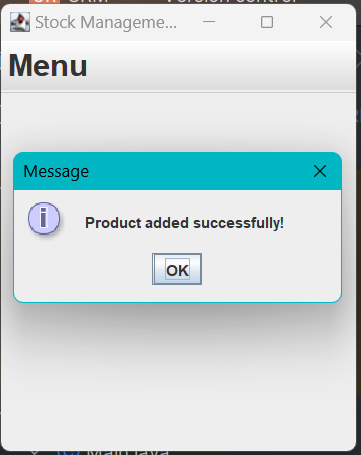 Stock Manageme...
Menu
Message
i
Product added successfully!
OK